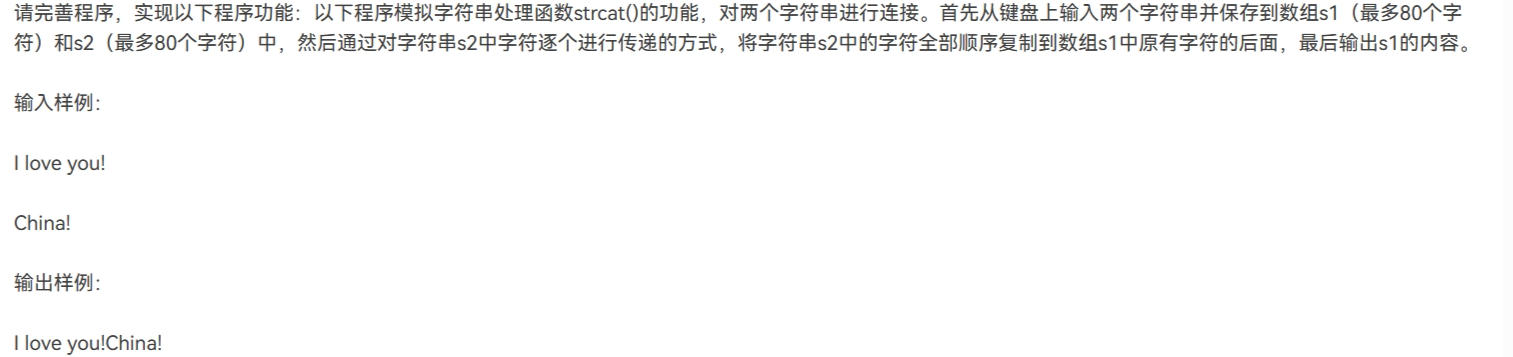 请完善程序，实现以下程序功能：以下程序模拟字符串处理函数strcat()的功能，对两个字符串进行连接。首先从键盘上输入两个字符串并保存到数组s1（最多80个字
符）和s2（最多80个字符）中，然后通过对字符串s2中字符逐个进行传递的方式，将字符串s2中的字符全部顺序复制到数组s1中原有字符的后面，最后输出s1的内容。
输入样例：
I love you!
China!
输出样例：
I love you!China!